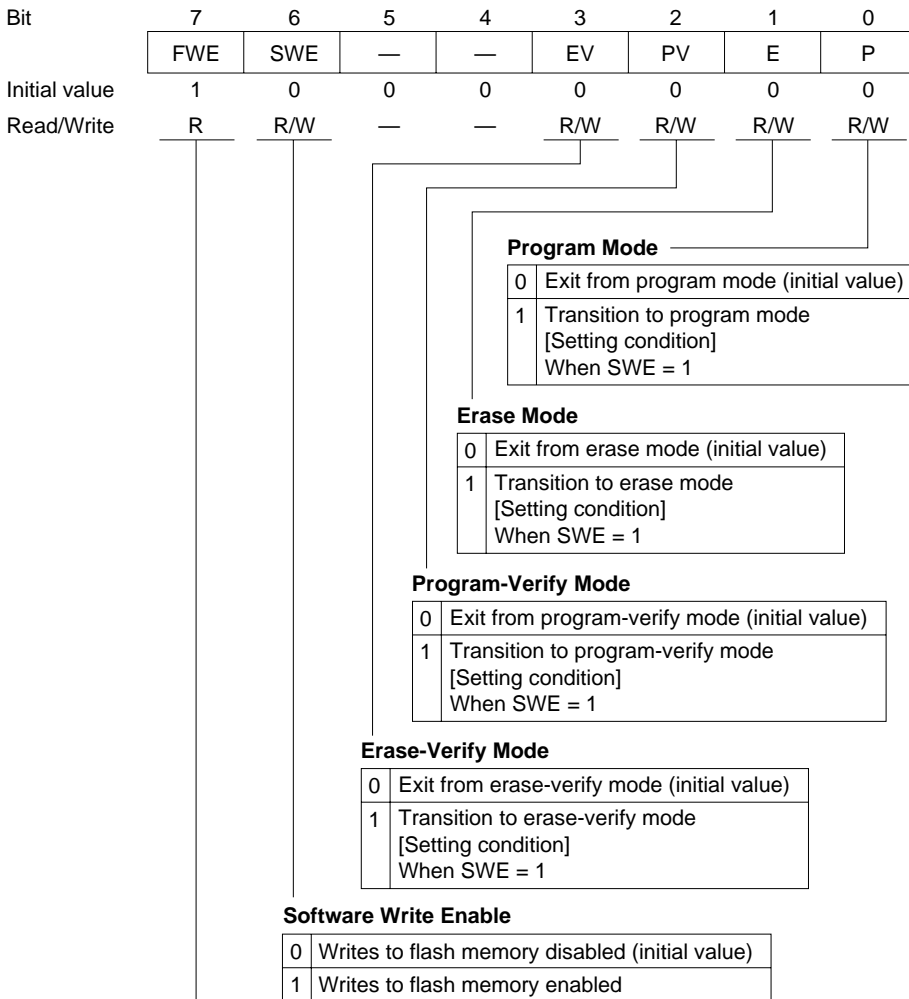 Bit 7 6 5 4 3 2 1 0
FWE SWE — — EV PV E P
Initial value 1 0 0 0 0 0 0 0
Read/Write R R/W — — R/W R/W R/W R/W
Program Mode
0 Exit from program mode (initial value)
1 Transition to program mode
[Setting condition]
When SWE = 1
Erase Mode
0 Exit from erase mode (initial value)
1 Transition to erase mode
[Setting condition]
When SWE = 1
Program-Verify Mode
0 Exit from program-verify mode (initial value)
1 Transition to program-verify mode
[Setting condition]
When SWE = 1
Erase-Verify Mode
0 Exit from erase-verify mode (initial value)
1 Transition to erase-verify mode
[Setting condition]
When SWE = 1
Software Write Enable
0 Writes to flash memory disabled (initial value)
1 Writes to flash memory enabled